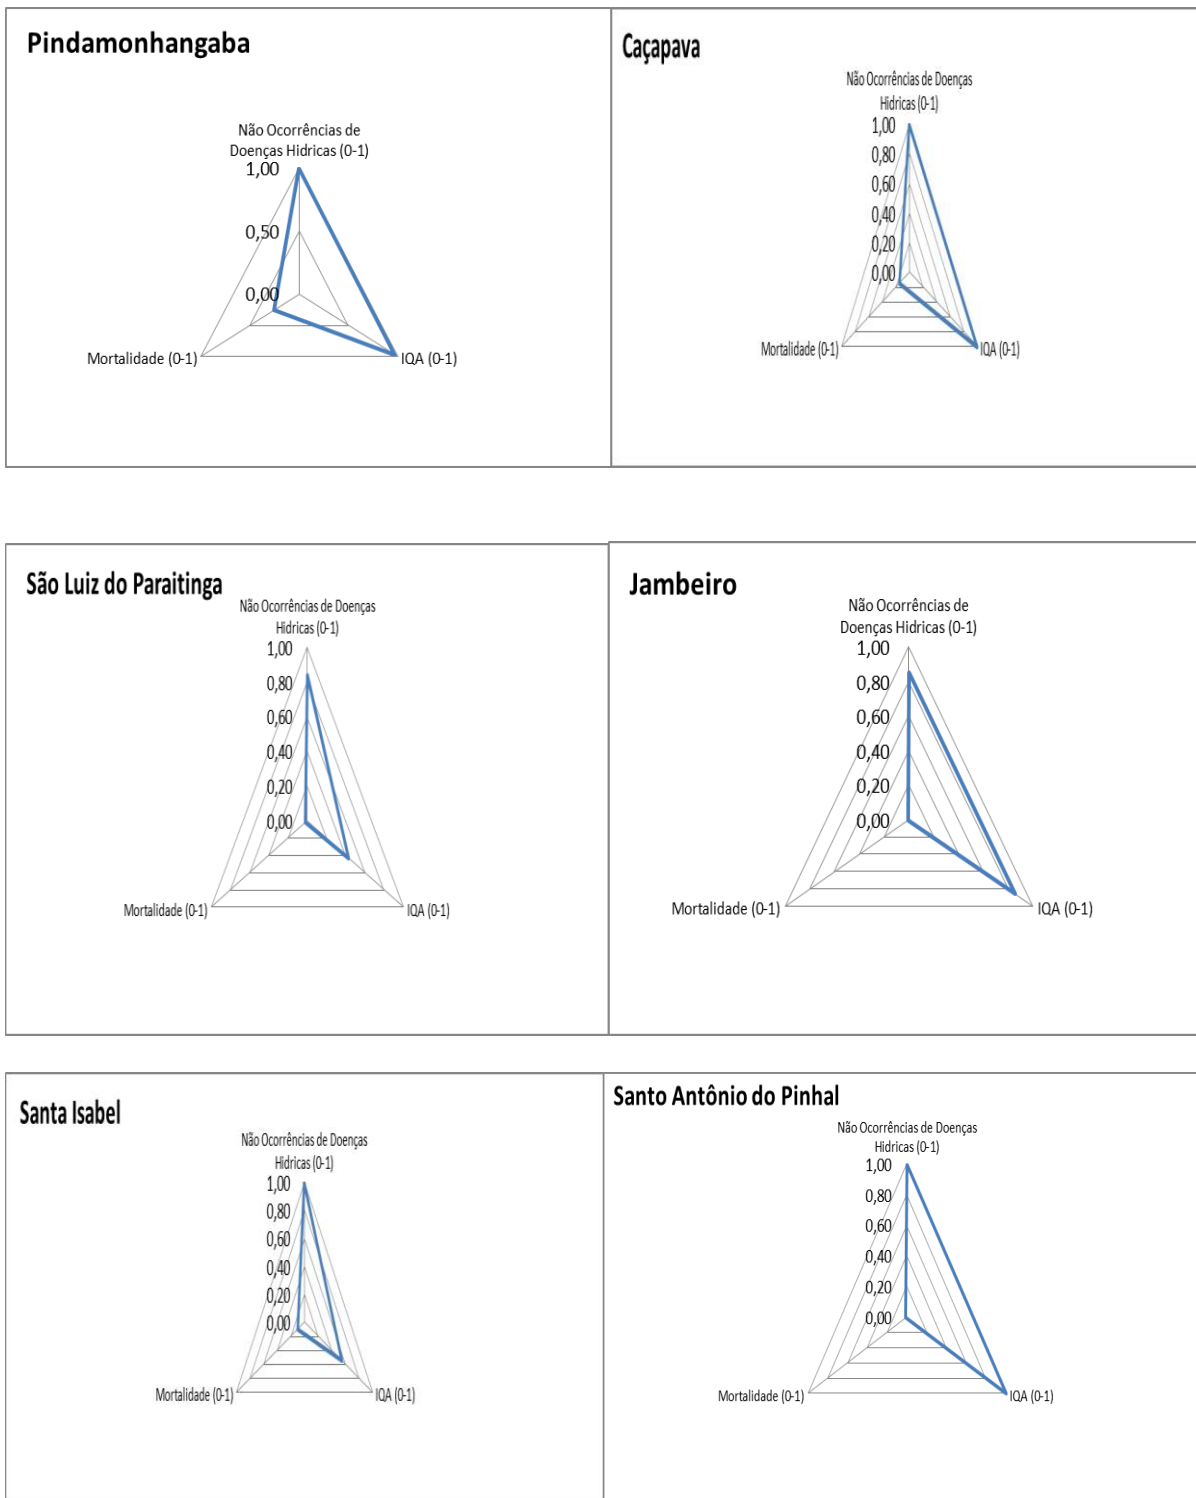 Pindamonhangaba
Não Ocorrências de
Doenças Hidricas (0-1)
1,00
0,50
0,00
Mortalidade (0-1)
IQA (0-1)
Caçapava
Não Ocorrências de Doenças
Hidricas (0-1)
1,00
0,80
0,60
0,40
0,20
0,00
Mortalidade (0-1)
IQA (0-1)
São Luiz do Paraitinga
Não Ocorrências de Doenças
Hidricas (0-1)
1,00
0,80
0,60
0,40
0,20
0,00
Mortalidade (0-1)
IQA (0-1)
Jambeiro
Não Ocorrências de
Doenças Hidricas (0-1)
1,00
0,80
0,60
0,40
0,20
0,00
Mortalidade (0-1)
IQA (0-1)
Santa Isabel
Não Ocorrências de Doenças
Hidricas (0-1)
1,00
0,80
0,60
0,40
0,20
0,00
Mortalidade (0-1)
IQA (0-1)
Santo Antônio do Pinhal
Não Ocorrências de Doenças
Hidricas (0-1)
1,00
0,80
0,60
0,40
0,20
0,00
Mortalidade (0-1)
IQA (0-1)